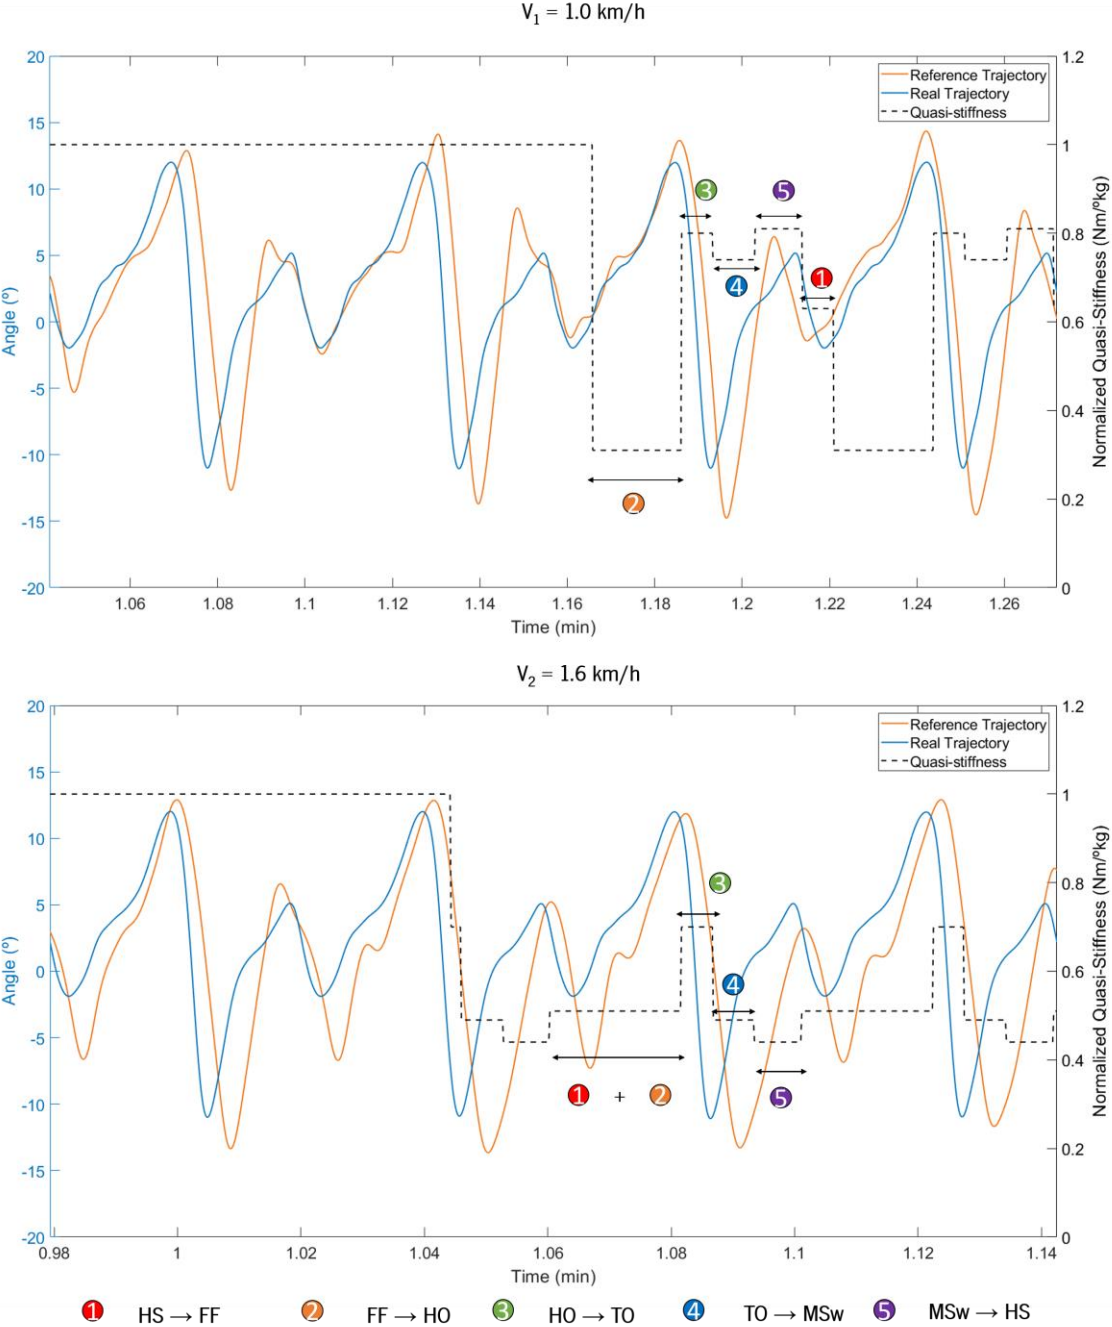 V1 = 1.0 km/h
Reference Trajectory
Real Trajectory
Quasi-stiffness
20
15
10
5
0
-5
-10
-15
-20
Angle (º)
1.2
1
0.8
0.6
0.4
0.2
0
Normalized Quasi-Stiffness (Nm/ºkg)
3
5
4
1
2
1.06 1.08 1.1 1.12 1.14 1.16 1.18 1.2 1.22 1.24 1.26
Time (min)
V2 = 1.6 km/h
Reference Trajectory
Real Trajectory
Quasi-stiffness
20
15
10
5
0
-5
-10
-15
-20
Angle (º)
1.2
1
0.8
0.6
0.4
0.2
0
Normalized Quasi-Stiffness (Nm/ºkg)
3
4
1 + 2
5
0.98 1 1.02 1.04 1.06 1.08 1.1 1.12 1.14
Time (min)
1 HS → FF 2 FF → HO 3 HO → TO 4 TO → MSw 5 MSw → HS